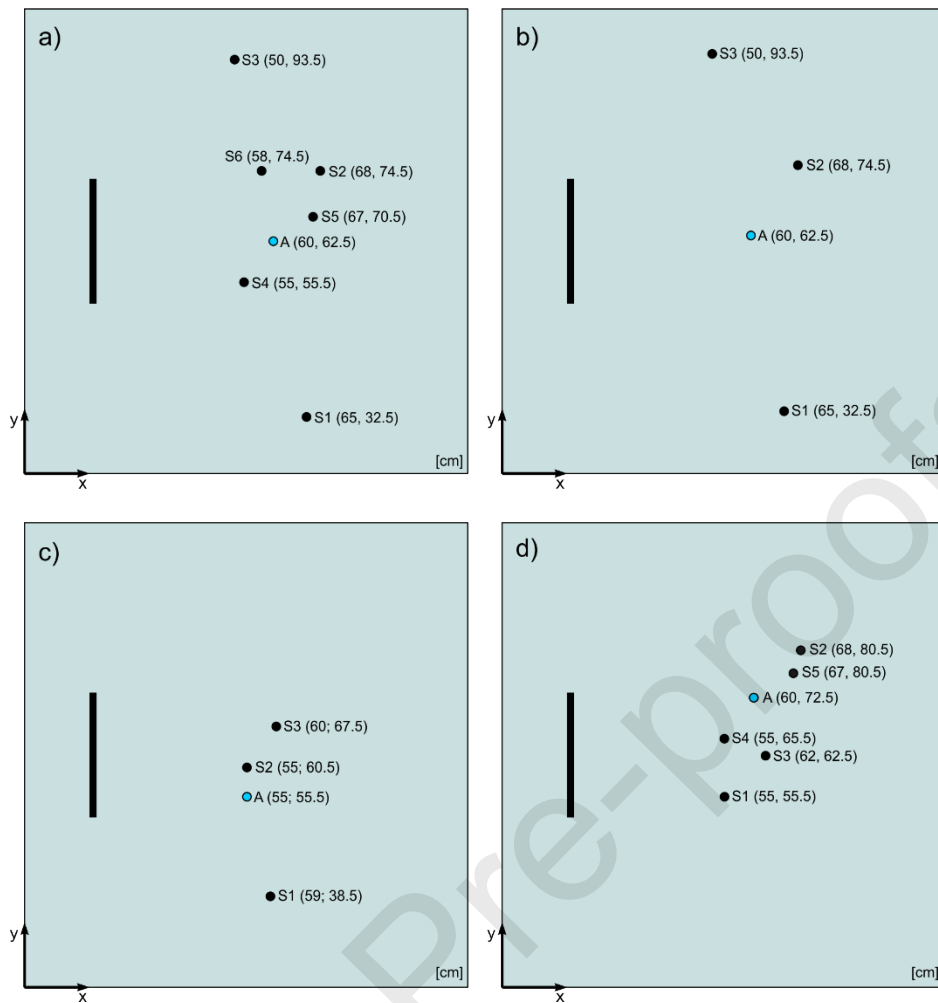 a)
S3 (50, 93.5)
S6 (58, 74.5)
S2 (68, 74.5)
S5 (67, 70.5)
A (60, 62.5)
S4 (55, 55.5)
S1 (65, 32.5)
y
x
[cm]
b)
S3 (50, 93.5)
S2 (68, 74.5)
A (60, 62.5)
S1 (65, 32.5)
y
x
[cm]
c)
S3 (60; 67.5)
S2 (55; 60.5)
A (55; 55.5)
S1 (59; 38.5)
y
x
[cm]
d)
S2 (68, 80.5)
S5 (67, 80.5)
A (60, 72.5)
S4 (55, 65.5)
S3 (62, 62.5)
S1 (55, 55.5)
y
x
[cm]
Pre-proof